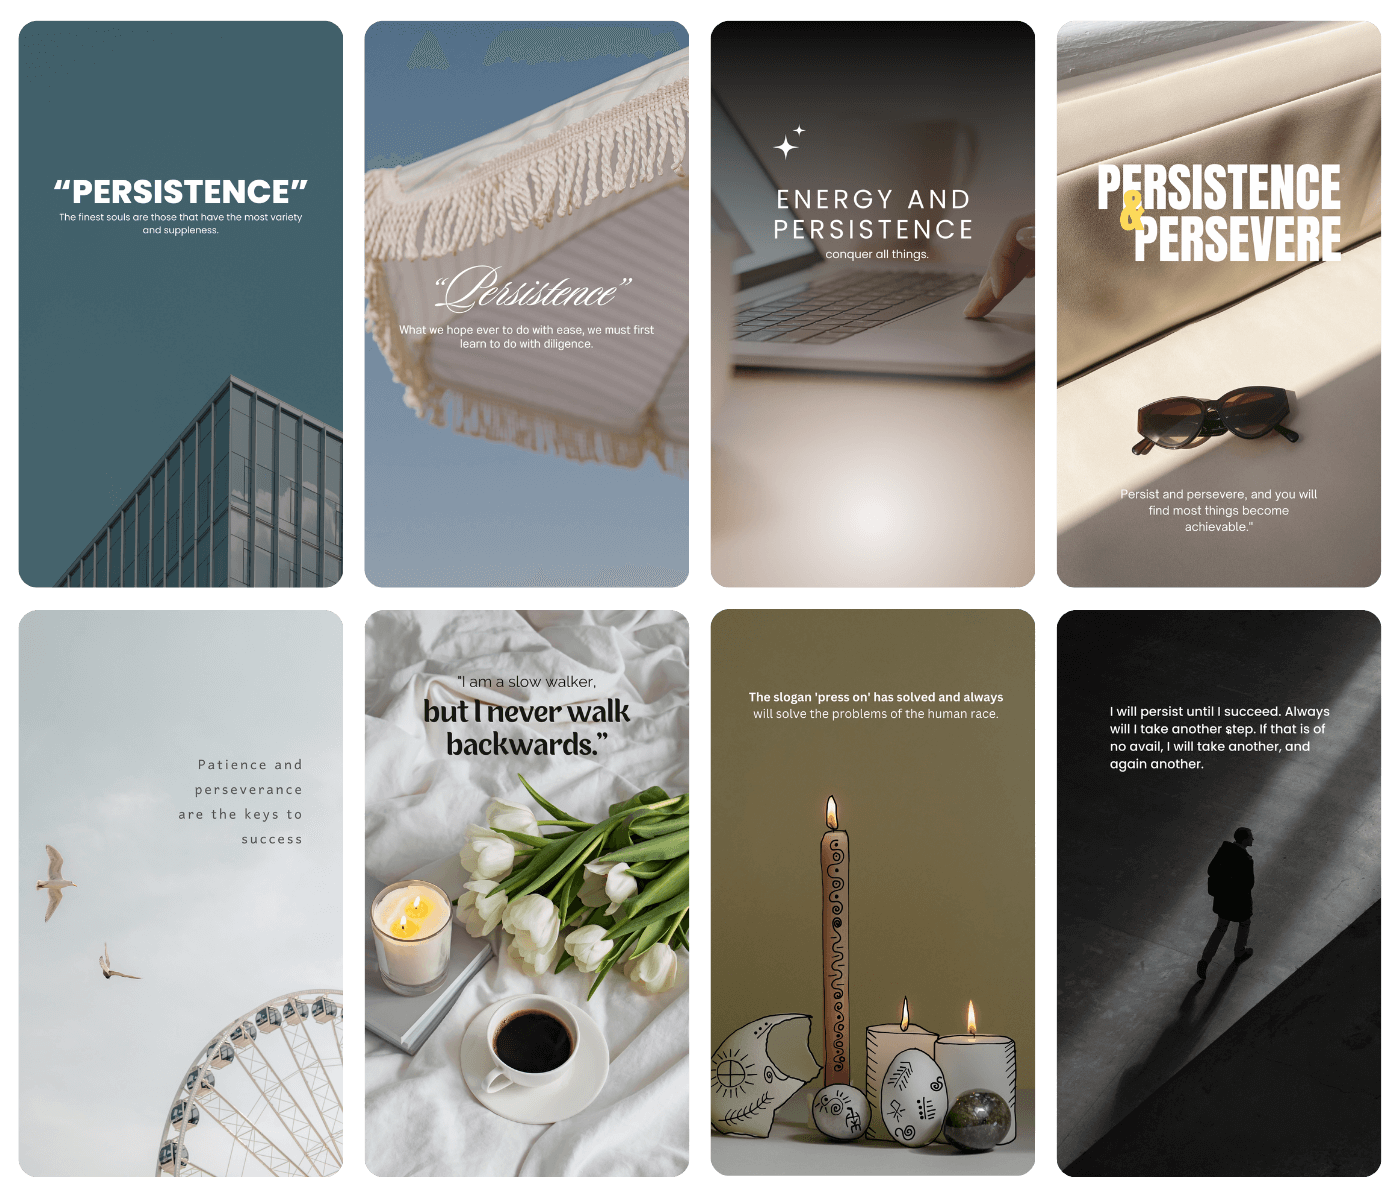 “PERSISTENCE”
The finest souls are those that have the most variety
and suppleness.
“Persistence”
What we hope ever to do with ease, we must first
learn to do with diligence.
ENERGY AND
PERSISTENCE
conquer all things.
PERSISTENCE
&
PERSEVERE
Persist and persevere, and you will
find most things become
achievable."
Patience and
perseverance
are the keys to
success
"I am a slow walker,
but I never walk
backwards.”
The slogan 'press on' has solved and always
will solve the problems of the human race.
I will persist until I succeed. Always
will I take another step. If that is of
no avail, I will take another, and
again another.